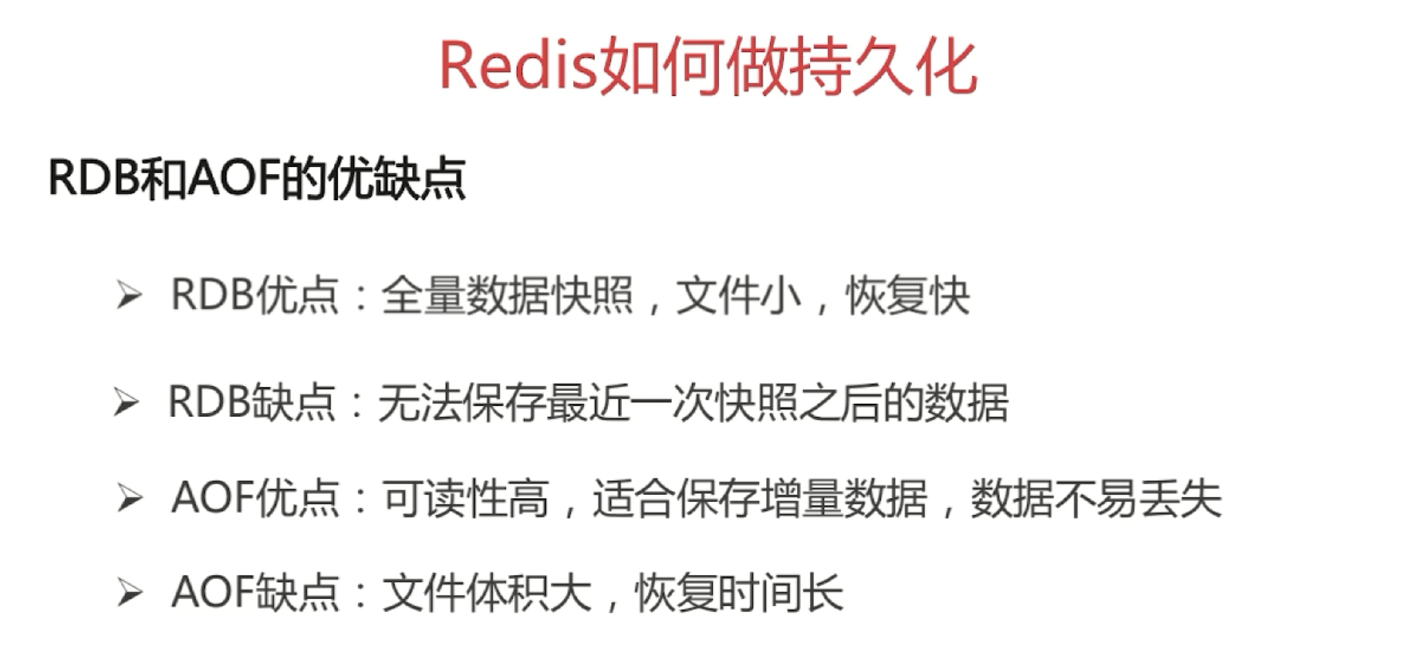 Redis如何做持久化
RDB和AOF的优缺点
➢ RDB优点：全量数据快照，文件小，恢复快
➢ RDB缺点：无法保存最近一次快照之后的数据
➢ AOF优点：可读性高，适合保存增量数据，数据不易丢失
➢ AOF缺点：文件体积大，恢复时间长